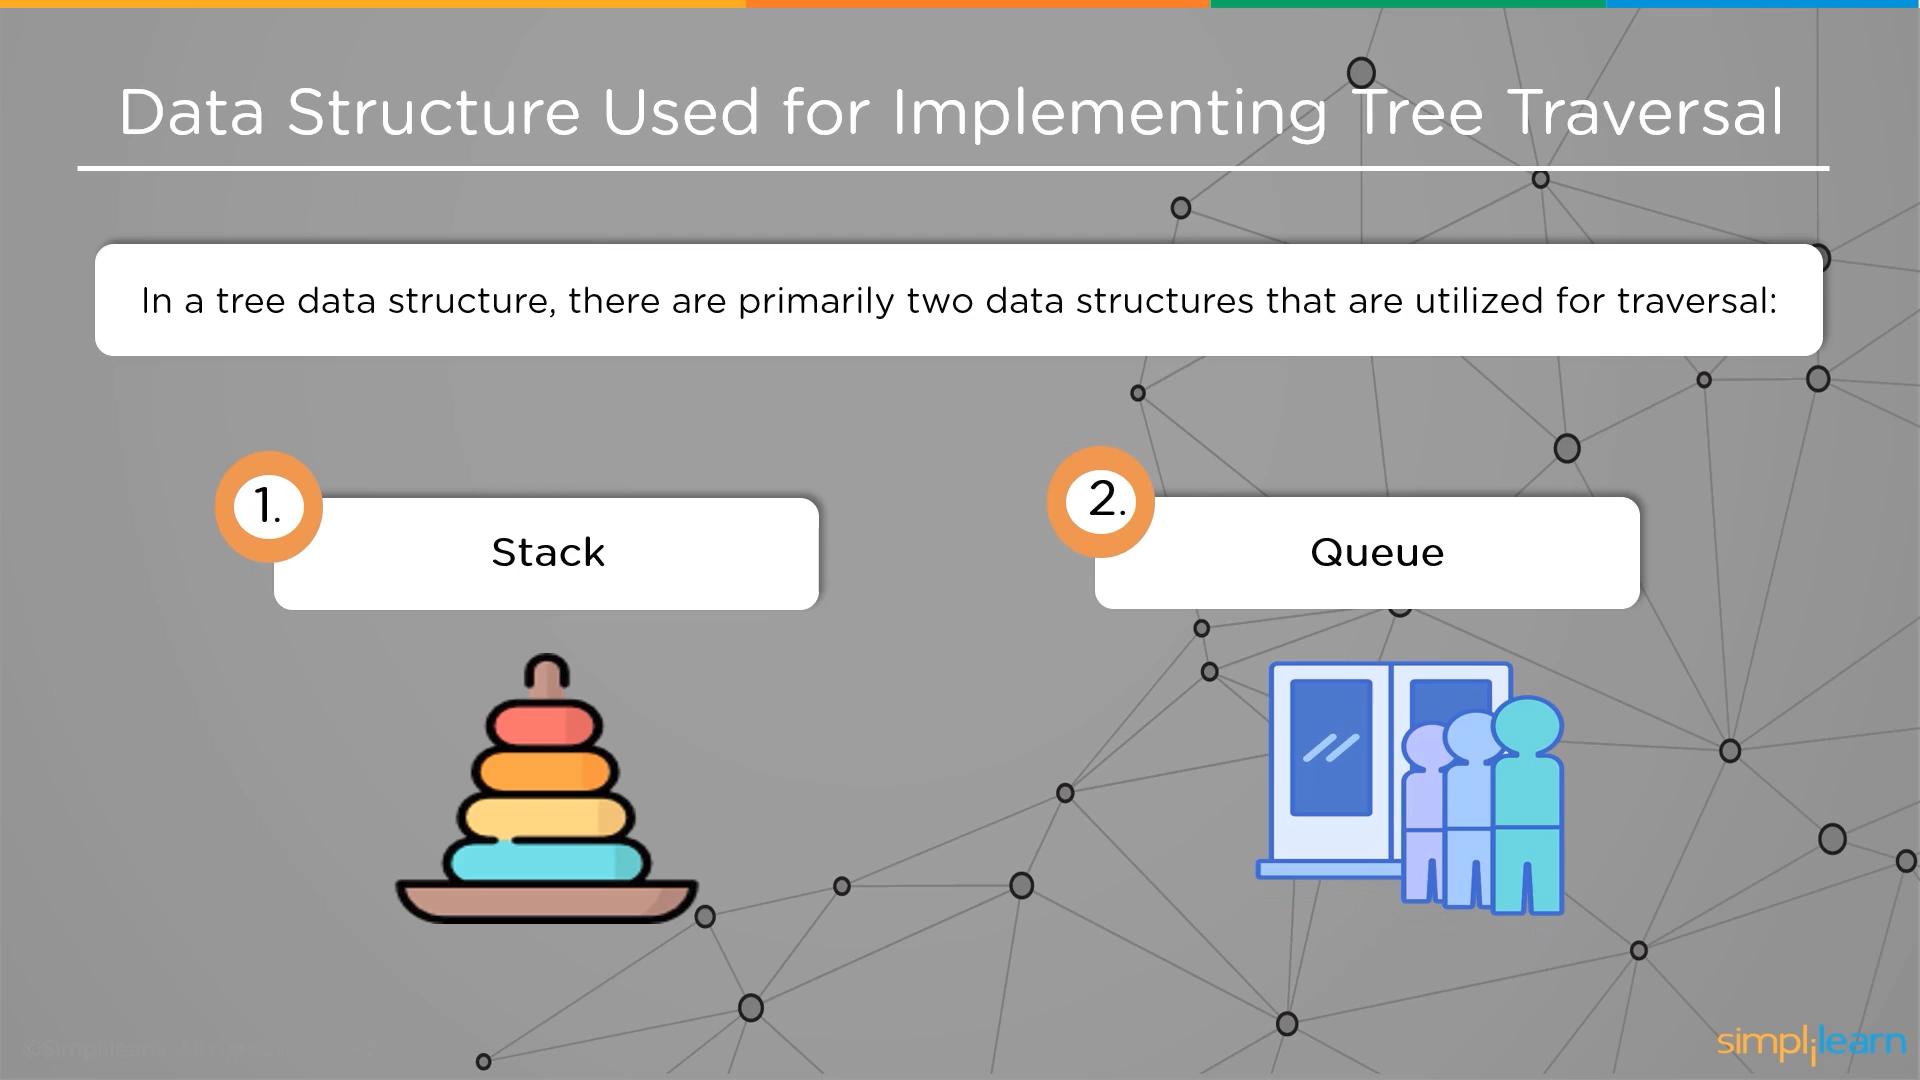 Data Structure Used for Implementing Tree Traversal
In a tree data structure, there are primarily two data structures that are utilized for traversal:
1.
Stack
2.
Queue
simplilearn